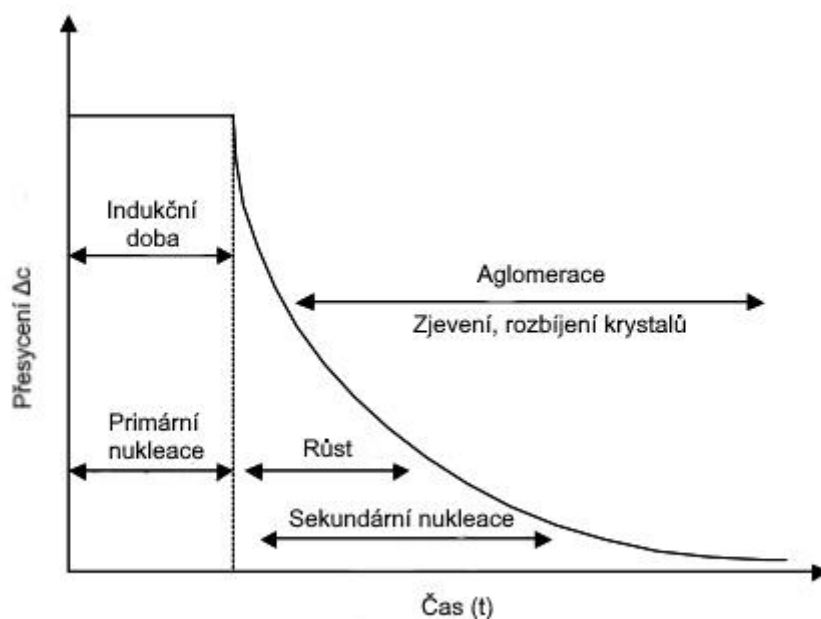 Přesycení Δc
Indukční
doba
Aglomerace
Zjevení, rozbíjení krystalů
Primární
nukleace
Růst
Sekundární nukleace
Čas (t)